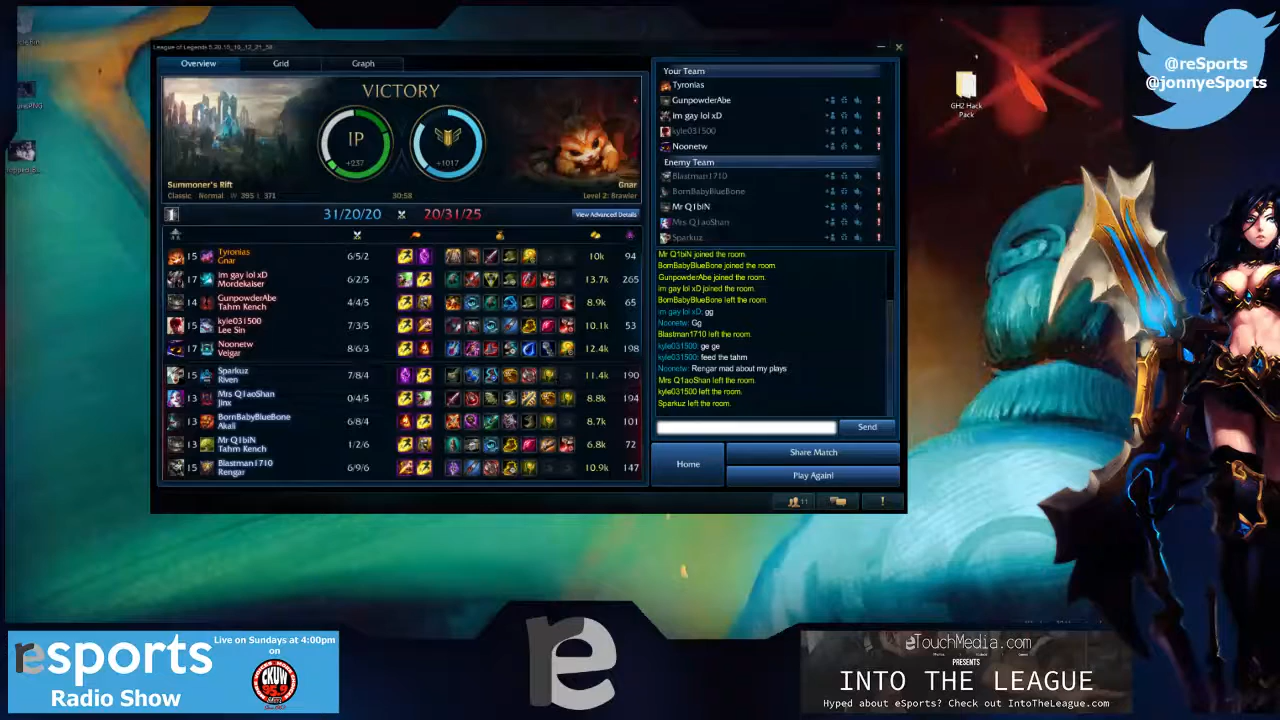 League of Legends 5.20.15_10_12_21_58
Overview
Grid
Graph
VICTORY
IP
+237
+1017
Summoner's Rift
Classic Normal W 395 L 371
30:58
Gnar
Level 2: Brawler
31/20/20
20/31/25
View Advanced Details
15 Tyronias
Gnar
6/5/2
10k
94
17 im gay lol xD
Mordekaiser
6/2/5
13.7k
265
14 GunpowderAbe
Tahm Kench
4/4/5
8.9k
65
15 kyle031500
Lee Sin
7/3/5
10.1k
53
17 Noonetw
Veigar
8/6/3
12.4k
198
15 Sparkuz
Riven
7/8/4
11.4k
190
13 Mrs Q1aoShan
Jinx
0/4/5
8.8k
194
13 BornBabyBlueBone
Akali
6/8/4
8.7k
101
13 Mr Q1biN
Tahm Kench
1/2/6
6.8k
72
15 Blastman1710
Rengar
6/9/6
10.9k
147
Your Team
Tyronias
GunpowderAbe
im gay lol xD
kyle031500
Noonetw
Enemy Team
Blastman1710
BornBabyBlueBone
Mr Q1biN
Mrs Q1aoShan
Sparkuz
Mr Q1biN joined the room.
BornBabyBlueBone joined the room.
GunpowderAbe joined the room.
im gay lol xD joined the room.
BornBabyBlueBone left the room.
im gay lol xD: gg
Noonetw: Gg
Blastman1710 left the room.
kyle031500: ge ge
kyle031500: feed the tahm
Noonetw: Rengar mad about my plays
Mrs Q1aoShan left the room.
kyle031500 left the room.
Sparkuz left the room.
Send
Home
Share Match
Play Again!
11
GH2 Hack
Pack
@reSports
@jonnyeSports
esports
Radio Show
Live on Sundays at 4:00pm
on
CKUW
95.9
re
eTouchMedia.com
PRESENTS
INTO THE LEAGUE
Hyped about eSports? Check out IntoTheLeague.com